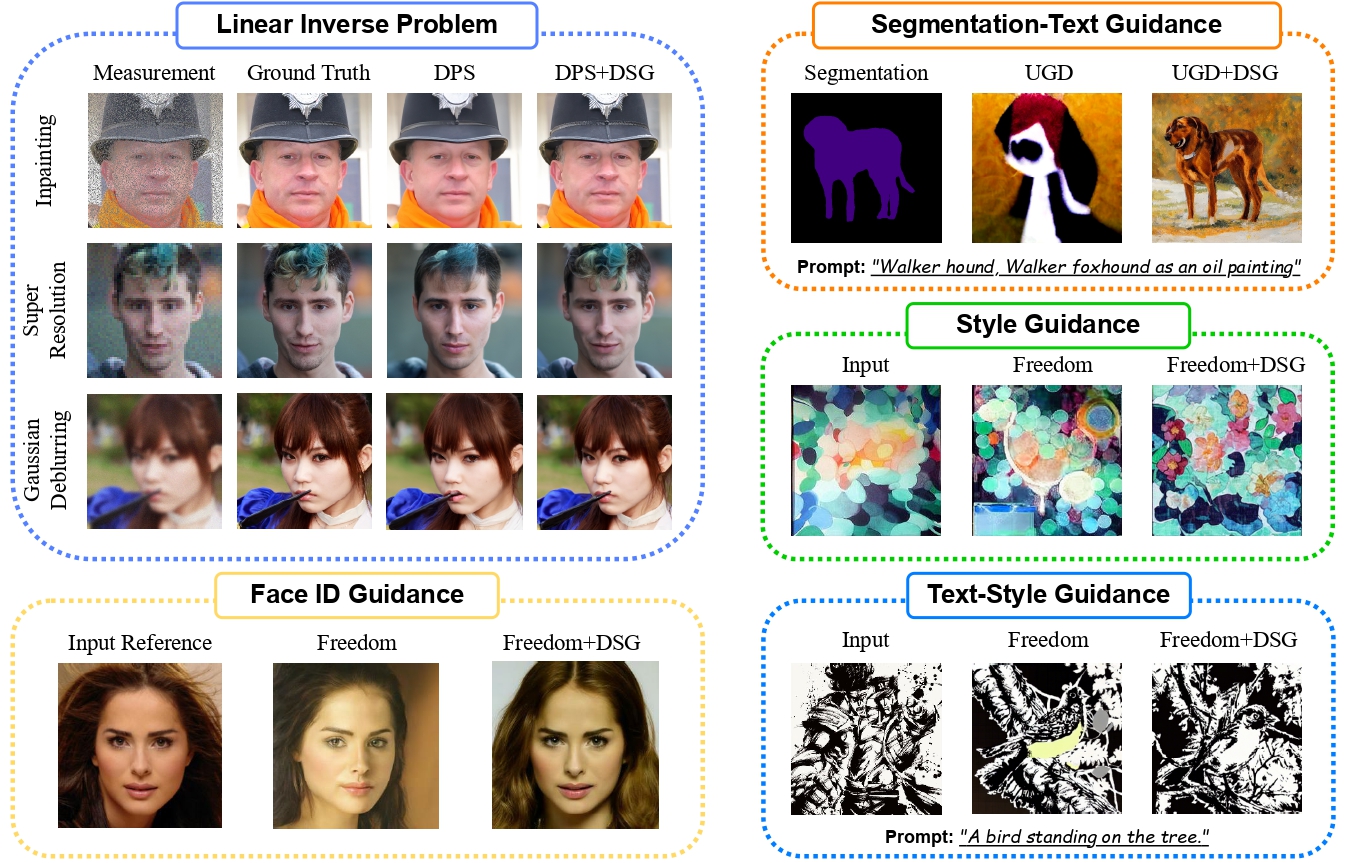 Linear Inverse Problem
Measurement Ground Truth DPS DPS+DSG
Inpainting
Super
Resolution
Gaussian
Deblurring
Segmentation-Text Guidance
Segmentation UGD UGD+DSG
Prompt: "Walker hound, Walker foxhound as an oil painting"
Style Guidance
Input Freedom Freedom+DSG
Face ID Guidance
Input Reference Freedom Freedom+DSG
Text-Style Guidance
Input Freedom Freedom+DSG
Prompt: "A bird standing on the tree."